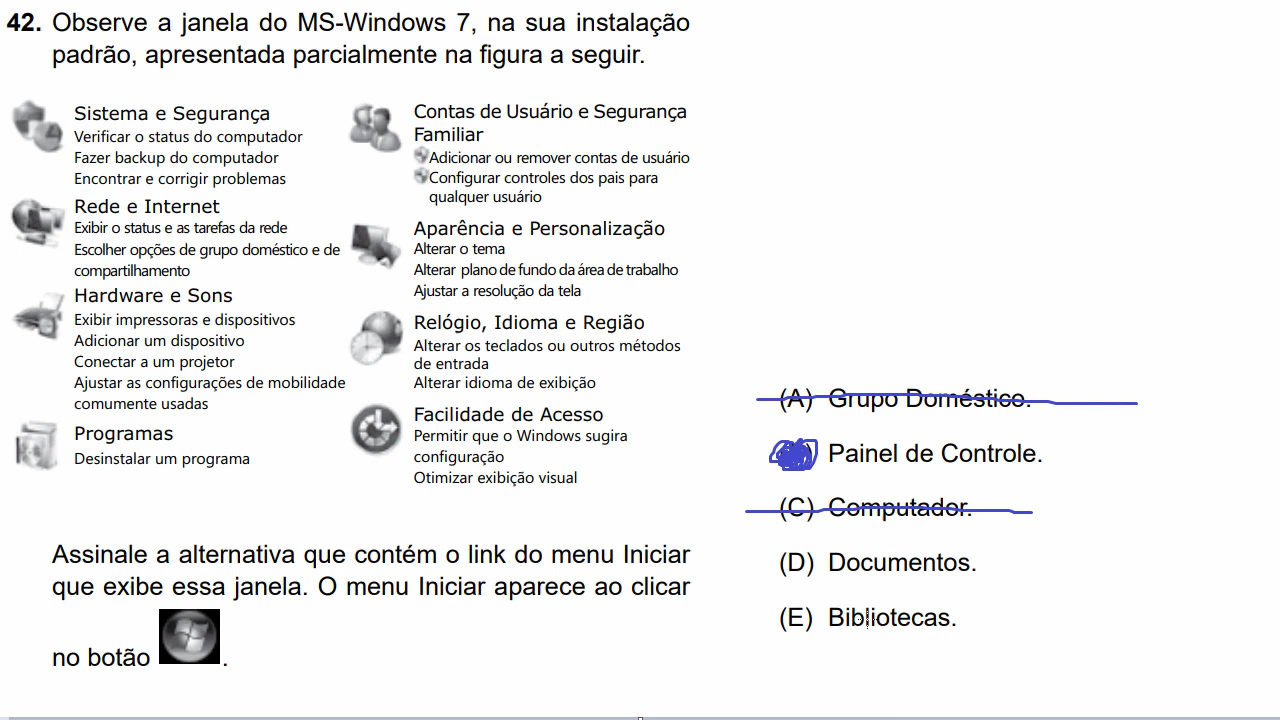 42. Observe a janela do MS-Windows 7, na sua instalação
padrão, apresentada parcialmente na figura a seguir.
Sistema e Segurança
Verificar o status do computador
Fazer backup do computador
Encontrar e corrigir problemas
Rede e Internet
Exibir o status e as tarefas da rede
Escolher opções de grupo doméstico e de
compartilhamento
Hardware e Sons
Exibir impressoras e dispositivos
Adicionar um dispositivo
Conectar a um projetor
Ajustar as configurações de mobilidade
comumente usadas
Programas
Desinstalar um programa
Contas de Usuário e Segurança
Familiar
Adicionar ou remover contas de usuário
Configurar controles dos pais para
qualquer usuário
Aparência e Personalização
Alterar o tema
Alterar plano de fundo da área de trabalho
Ajustar a resolução da tela
Relógio, Idioma e Região
Alterar os teclados ou outros métodos
de entrada
Alterar idioma de exibição
Facilidade de Acesso
Permitir que o Windows sugira
configuração
Otimizar exibição visual
Assinale a alternativa que contém o link do menu Iniciar
que exibe essa janela. O menu Iniciar aparece ao clicar
no botão .
(A) Grupo Doméstico.
Painel de Controle.
(C) Computador.
(D) Documentos.
(E) Bibliotecas.